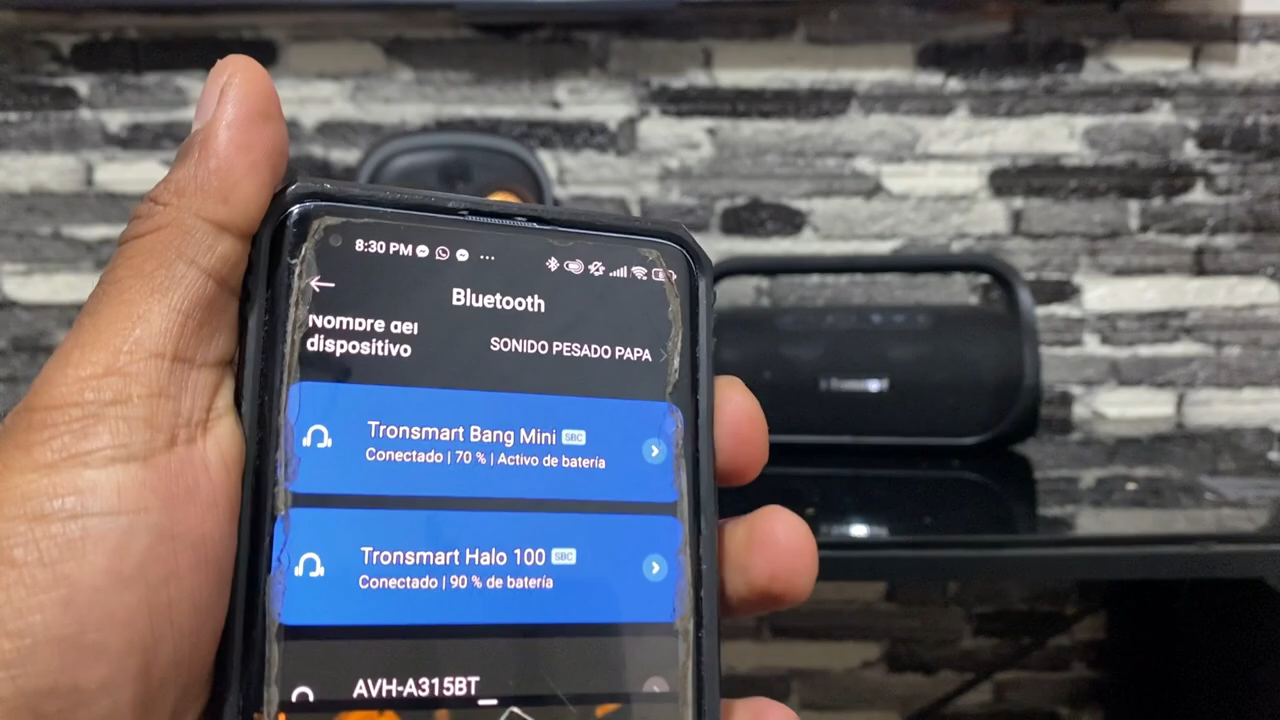 8:30 PM
Bluetooth
Nombre del
dispositivo
SONIDO PESADO PAPA
Tronsmart Bang Mini SBC
Conectado | 70 % | Activo de batería
Tronsmart Halo 100 SBC
Conectado | 90 % de batería
AVH-A315BT